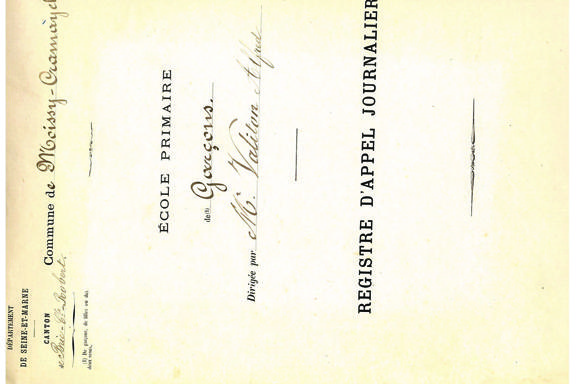 DÉPARTEMENT
DE SEINE-ET-MARNE
CANTON
de Brie-Cte-Robert.
(1) De garçons, de filles ou des
deux sexes.
Commune de Moissy-Cramayel
ÉCOLE PRIMAIRE
de (1) Garçons.
Dirigée par M. Valiton Alfred
REGISTRE D'APPEL JOURNALIER